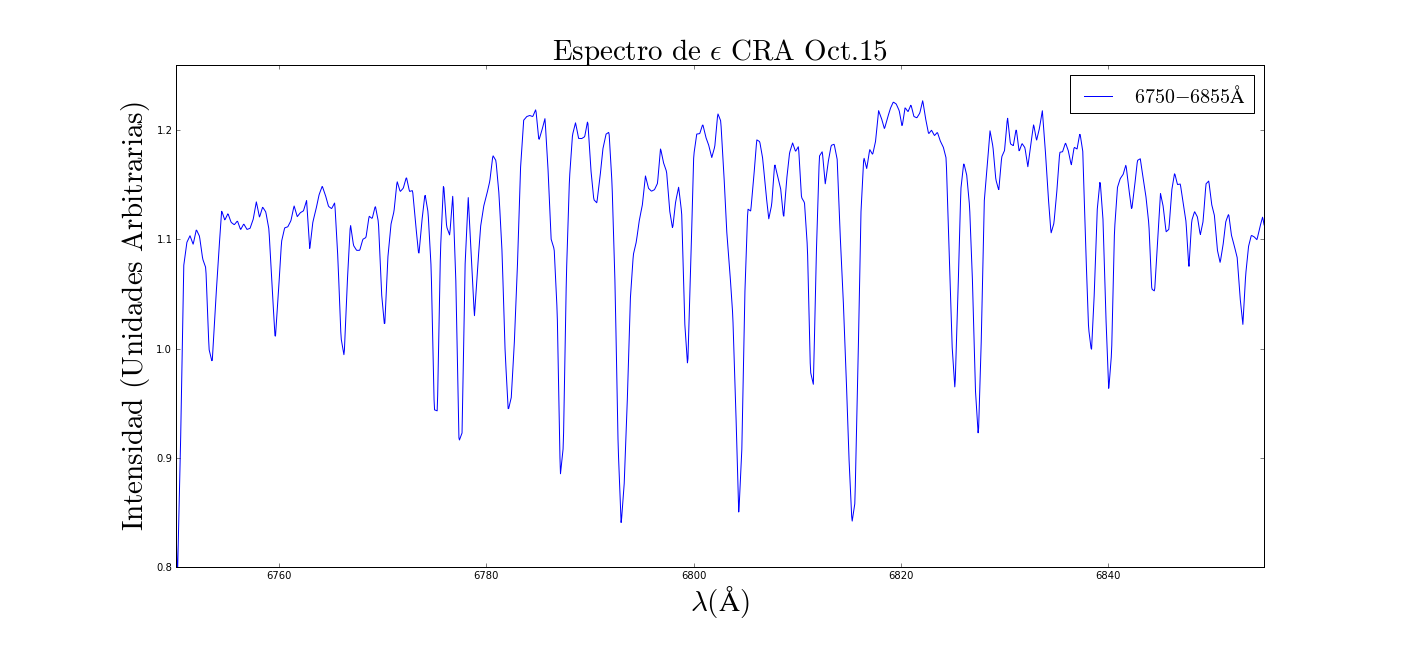 Espectro de ϵ CRA Oct.15
6750−6855Å
Intensidad (Unidades Arbitrarias)
1.2
1.1
1.0
0.9
0.8
6760
6780
6800
6820
6840
λ(Å)